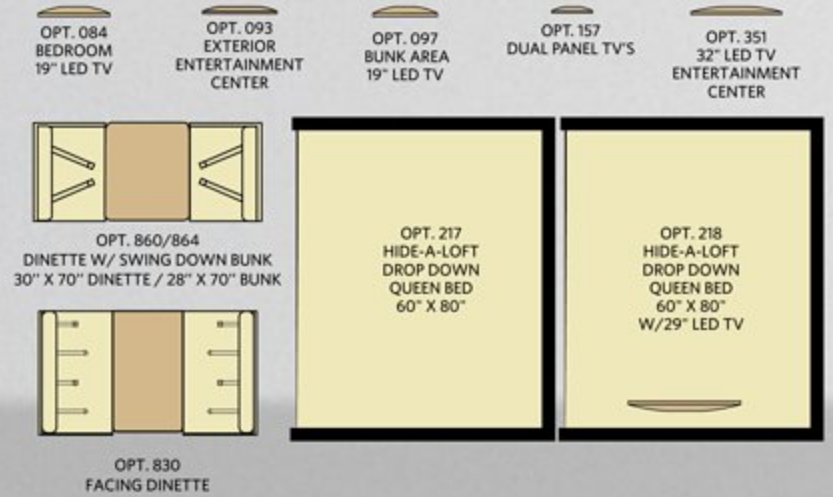 OPT. 084
BEDROOM
19" LED TV
OPT. 093
EXTERIOR
ENTERTAINMENT
CENTER
OPT. 097
BUNK AREA
19" LED TV
OPT. 157
DUAL PANEL TV'S
OPT. 351
32" LED TV
ENTERTAINMENT
CENTER
OPT. 860/864
DINETTE W/ SWING DOWN BUNK
30" X 70" DINETTE / 28" X 70" BUNK
OPT. 217
HIDE-A-LOFT
DROP DOWN
QUEEN BED
60" X 80"
OPT. 218
HIDE-A-LOFT
DROP DOWN
QUEEN BED
60" X 80"
W/29" LED TV
OPT. 830
FACING DINETTE